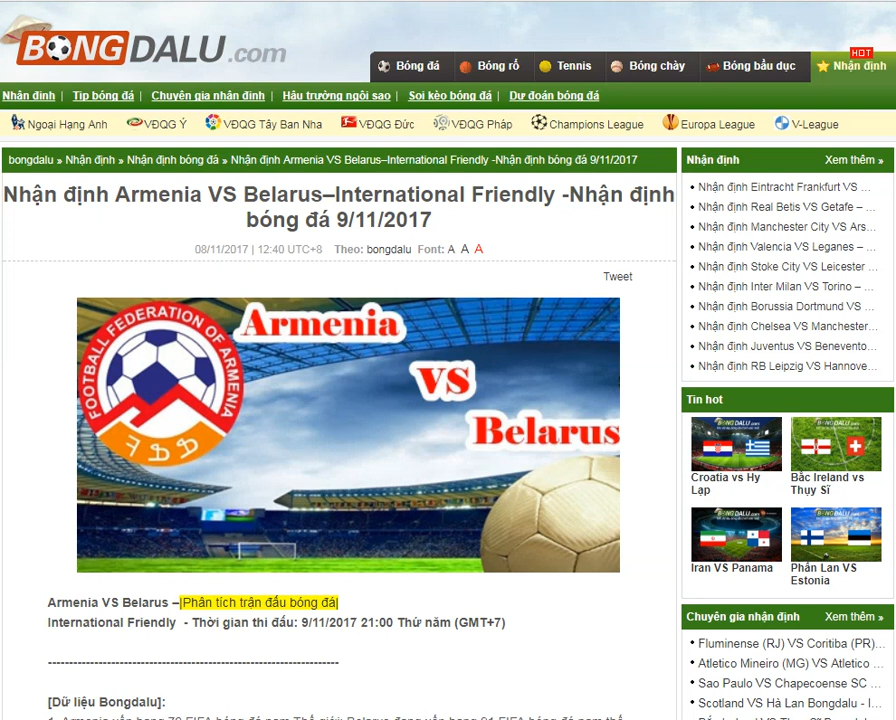 BONGDALU.com
Bóng đá
Bóng rổ
Tennis
Bóng chày
Bóng bầu dục
HOT
Nhận định
Nhận định | Tip bóng đá | Chuyên gia nhận định | Hậu trường ngôi sao | Soi kèo bóng đá | Dự đoán bóng đá
Ngoại Hạng Anh
VĐQG Ý
VĐQG Tây Ban Nha
VĐQG Đức
VĐQG Pháp
Champions League
Europa League
V-League
bongdalu » Nhận định » Nhận định bóng đá » Nhận định Armenia VS Belarus–International Friendly -Nhận định bóng đá 9/11/2017
Nhận định Armenia VS Belarus–International Friendly -Nhận định
bóng đá 9/11/2017
08/11/2017 | 12:40 UTC+8 Theo: bongdalu Font: A A A
Tweet
FOOTBALL FEDERATION OF ARMENIA
Armenia
VS
Belarus
Armenia VS Belarus –|Phân tích trận đấu bóng đá|
International Friendly - Thời gian thi đấu: 9/11/2017 21:00 Thứ năm (GMT+7)
----------------------------------------------------------------------
[Dữ liệu Bongdalu]:
Nhận định
Xem thêm »
Nhận định Eintracht Frankfurt VS ...
Nhận định Real Betis VS Getafe – ...
Nhận định Manchester City VS Ars...
Nhận định Valencia VS Leganes – ...
Nhận định Stoke City VS Leicester ...
Nhận định Inter Milan VS Torino – ...
Nhận định Borussia Dortmund VS ...
Nhận định Chelsea VS Manchester...
Nhận định Juventus VS Benevento...
Nhận định RB Leipzig VS Hannove...
Tin hot
BONGDALU.com
BONGDALU.com
Croatia vs Hy
Lạp
Bắc Ireland vs
Thụy Sĩ
BONGDALU.com
BONGDALU.com
Iran VS Panama
Phần Lan VS
Estonia
Chuyên gia nhận định
Xem thêm »
Fluminense (RJ) VS Coritiba (PR)...
Atletico Mineiro (MG) VS Atletico ...
Sao Paulo VS Chapecoense SC ...
Scotland VS Hà Lan Bongdalu - I...